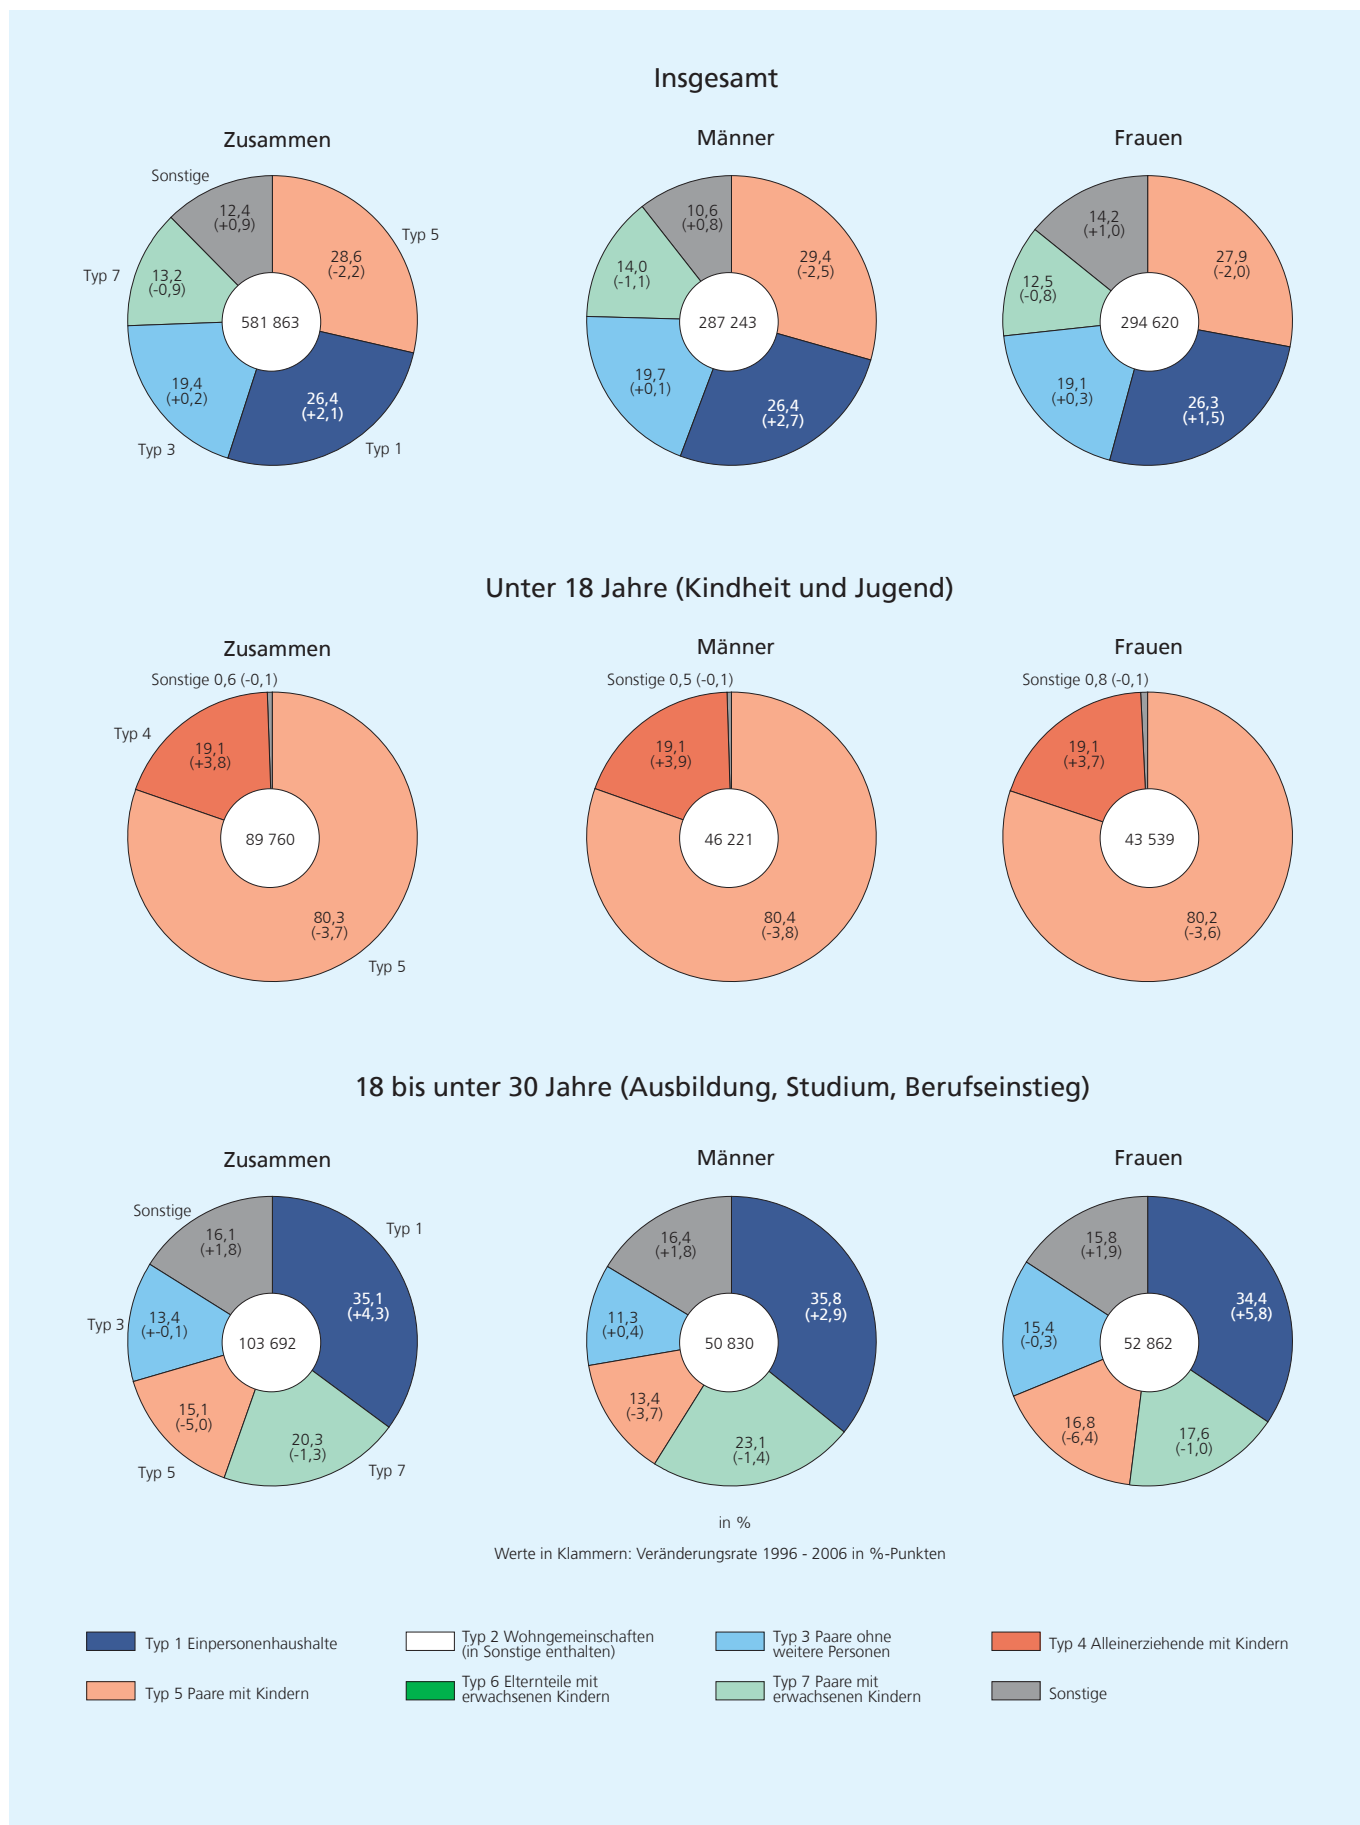 Insgesamt
Zusammen
Männer
Frauen
Sonstige
12,4
(+0,9)
Typ 5
28,6
(-2,2)
Typ 7
13,2
(-0,9)
581 863
19,4
(+0,2)
26,4
(+2,1)
Typ 3
Typ 1
10,6
(+0,8)
29,4
(-2,5)
14,0
(-1,1)
287 243
19,7
(+0,1)
26,4
(+2,7)
14,2
(+1,0)
27,9
(-2,0)
12,5
(-0,8)
294 620
19,1
(+0,3)
26,3
(+1,5)
Unter 18 Jahre (Kindheit und Jugend)
Zusammen
Männer
Frauen
Sonstige 0,6 (-0,1)
Typ 4
19,1
(+3,8)
89 760
80,3
(-3,7)
Typ 5
Sonstige 0,5 (-0,1)
19,1
(+3,9)
46 221
80,4
(-3,8)
Sonstige 0,8 (-0,1)
19,1
(+3,7)
43 539
80,2
(-3,6)
18 bis unter 30 Jahre (Ausbildung, Studium, Berufseinstieg)
Zusammen
Männer
Frauen
Sonstige
16,1
(+1,8)
Typ 1
35,1
(+4,3)
Typ 3
13,4
(+-0,1)
103 692
15,1
(-5,0)
20,3
(-1,3)
Typ 5
Typ 7
16,4
(+1,8)
35,8
(+2,9)
11,3
(+0,4)
50 830
13,4
(-3,7)
23,1
(-1,4)
15,8
(+1,9)
34,4
(+5,8)
15,4
(-0,3)
52 862
16,8
(-6,4)
17,6
(-1,0)
in %
Werte in Klammern: Veränderungsrate 1996 - 2006 in %-Punkten
Typ 1 Einpersonenhaushalte
Typ 2 Wohngemeinschaften
(in Sonstige enthalten)
Typ 3 Paare ohne
weitere Personen
Typ 4 Alleinerziehende mit Kindern
Typ 5 Paare mit Kindern
Typ 6 Elternteile mit
erwachsenen Kindern
Typ 7 Paare mit
erwachsenen Kindern
Sonstige